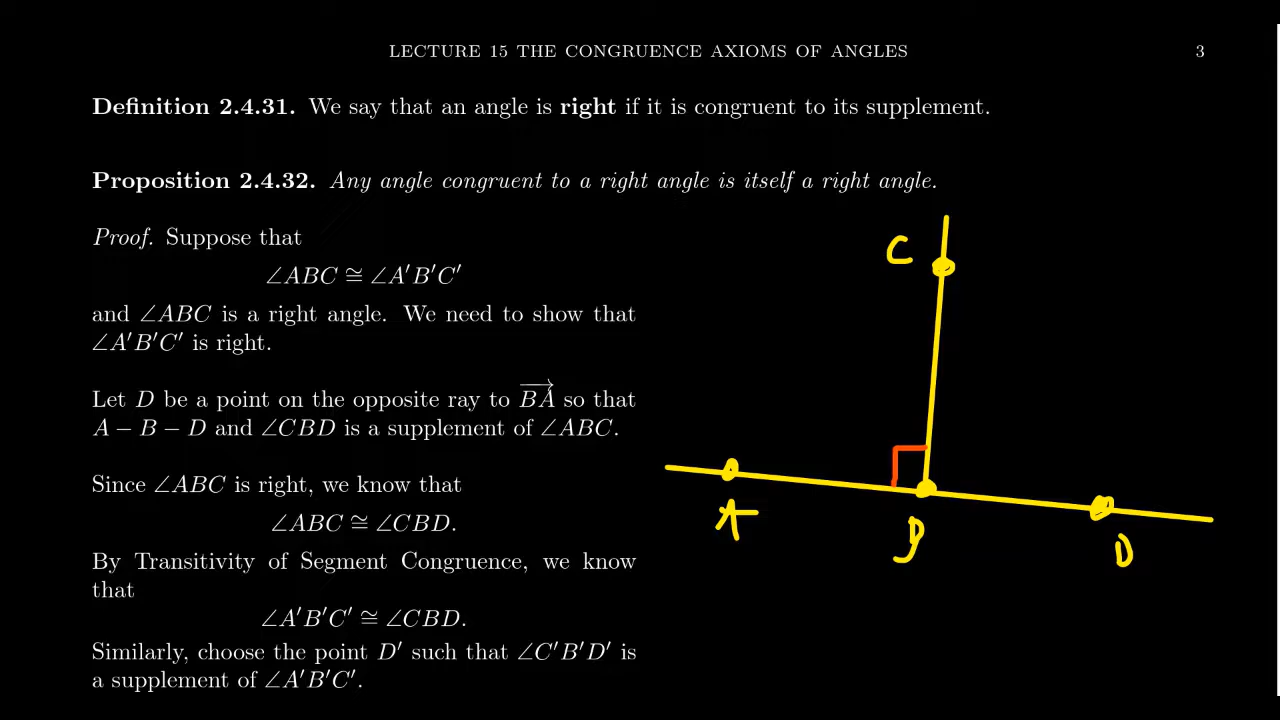 LECTURE 15 THE CONGRUENCE AXIOMS OF ANGLES 3
Definition 2.4.31. We say that an angle is right if it is congruent to its supplement.
Proposition 2.4.32. Any angle congruent to a right angle is itself a right angle.
Proof. Suppose that
∠ABC ≅ ∠A′B′C′
and ∠ABC is a right angle. We need to show that
∠A′B′C′ is right.
Let D be a point on the opposite ray to \overrightarrow{BA} so that
A − B − D and ∠CBD is a supplement of ∠ABC.
Since ∠ABC is right, we know that
∠ABC ≅ ∠CBD.
By Transitivity of Segment Congruence, we know
that
∠A′B′C′ ≅ ∠CBD.
Similarly, choose the point D′ such that ∠C′B′D′ is
a supplement of ∠A′B′C′.
C
A
B
D